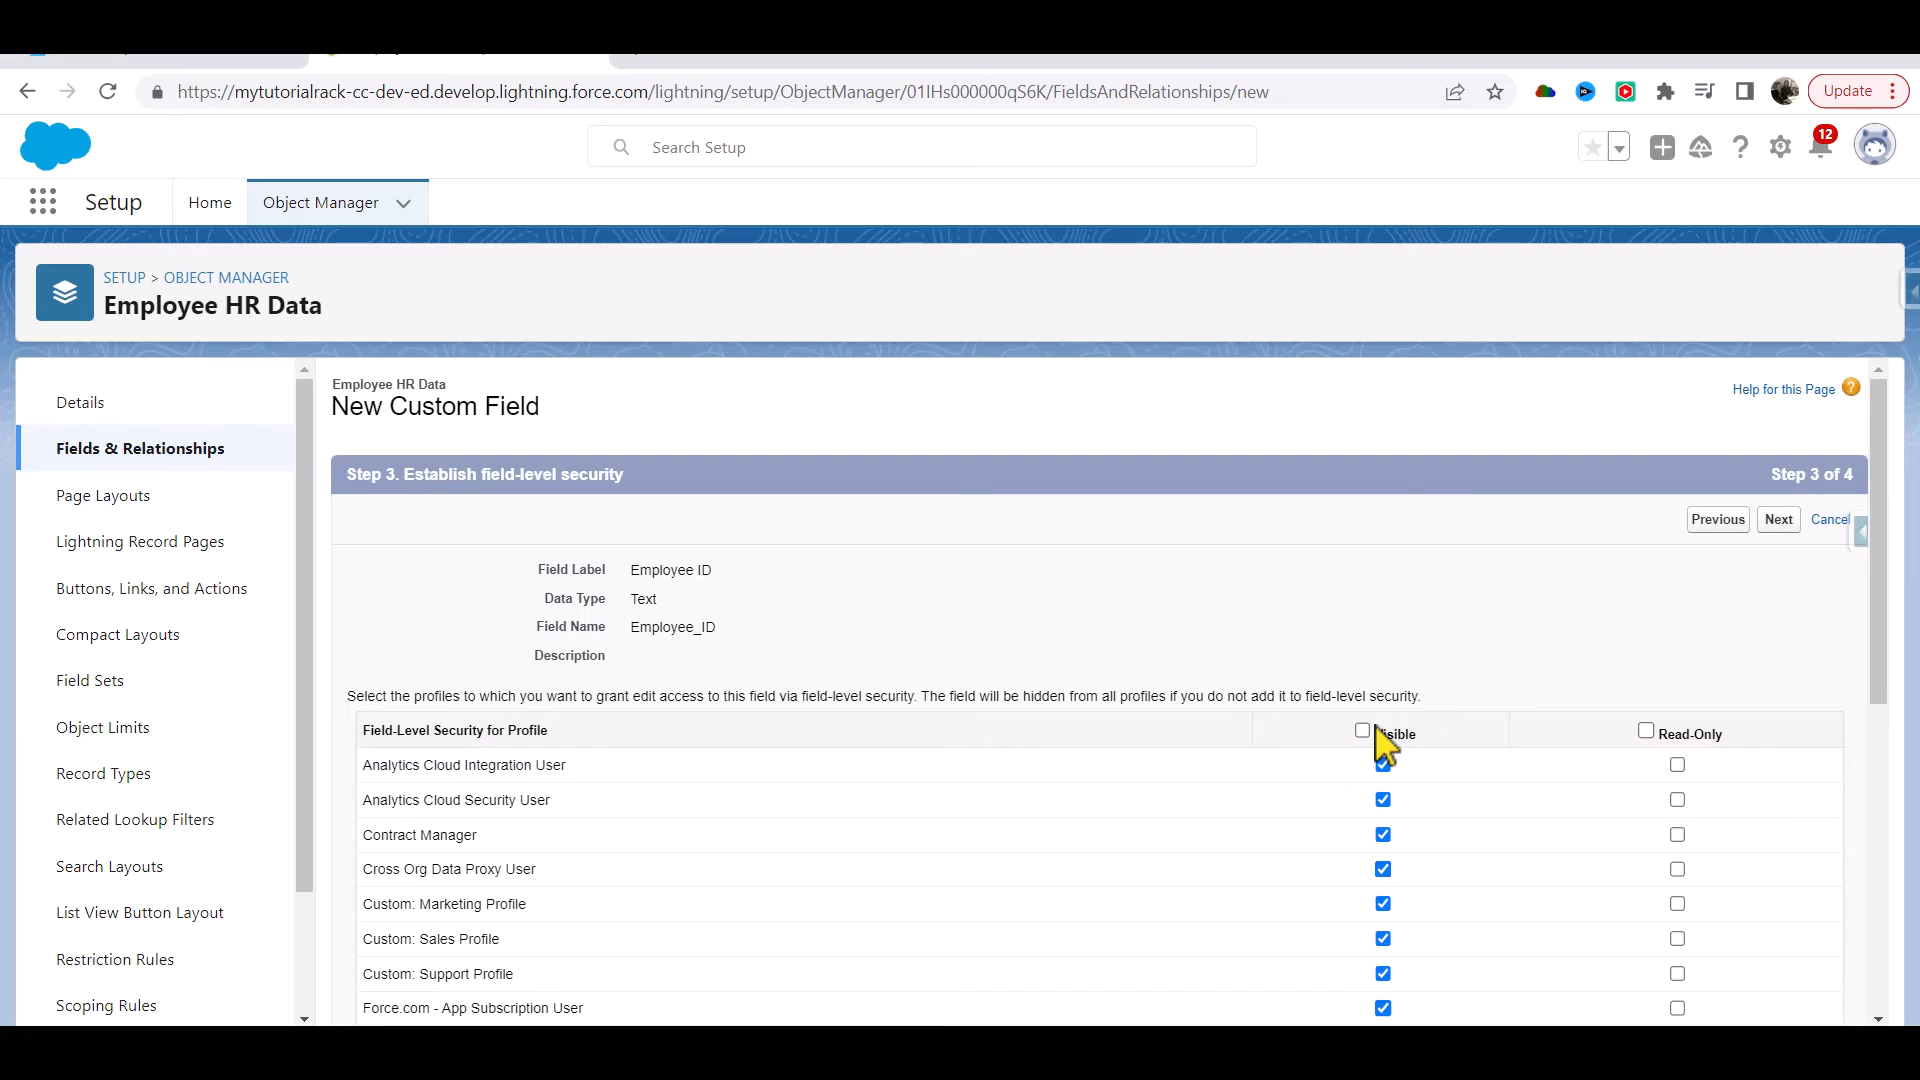 https://mytutorialrack-cc-dev-ed.develop.lightning.force.com/lightning/setup/ObjectManager/01IHs000000qS6K/FieldsAndRelationships/new
Update
Search Setup
12
Setup
Home
Object Manager
SETUP > OBJECT MANAGER
Employee HR Data
Details
Fields & Relationships
Page Layouts
Lightning Record Pages
Buttons, Links, and Actions
Compact Layouts
Field Sets
Object Limits
Record Types
Related Lookup Filters
Search Layouts
List View Button Layout
Restriction Rules
Scoping Rules
Employee HR Data
New Custom Field
Help for this Page
Step 3. Establish field-level security
Step 3 of 4
Previous
Next
Cancel
Field Label Employee ID
Data Type Text
Field Name Employee_ID
Description
Select the profiles to which you want to grant edit access to this field via field-level security. The field will be hidden from all profiles if you do not add it to field-level security.
Field-Level Security for Profile
Visible
Read-Only
Analytics Cloud Integration User
Analytics Cloud Security User
Contract Manager
Cross Org Data Proxy User
Custom: Marketing Profile
Custom: Sales Profile
Custom: Support Profile
Force.com - App Subscription User